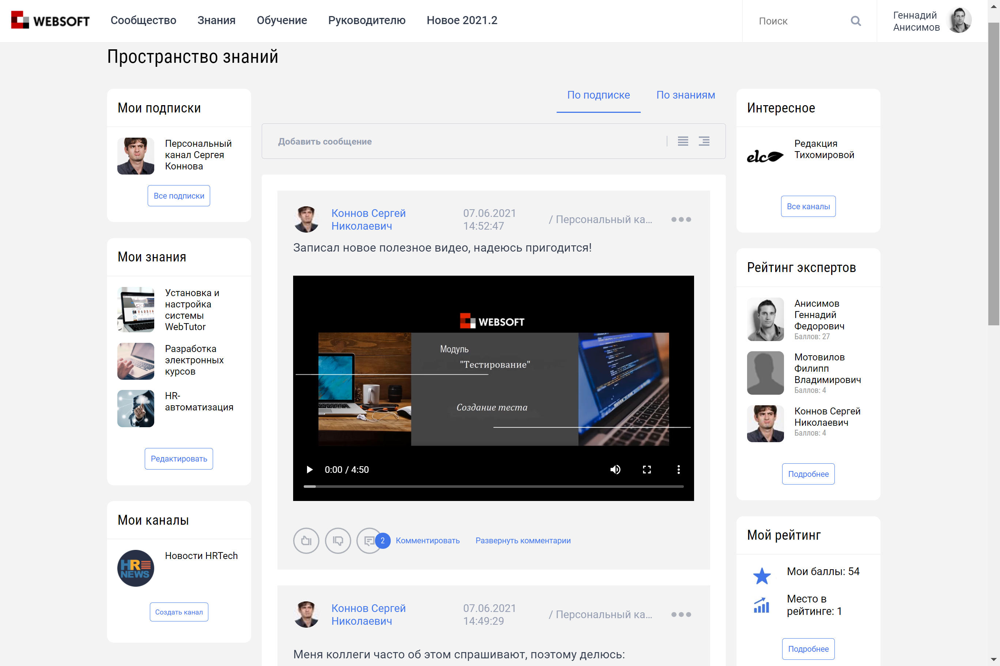 WEBSOFT
Сообщество
Знания
Обучение
Руководителю
Новое 2021.2
Поиск
Геннадий
Анисимов
Пространство знаний
Мои подписки
Персональный
канал Сергея
Коннова
Все подписки
Мои знания
Установка и
настройка
системы
WebTutor
Разработка
электронных
курсов
HR-
автоматизация
Редактировать
Мои каналы
HR
NEWS
Новости HRTech
Создать канал
По подписке
По знаниям
Добавить сообщение
Коннов Сергей
Николаевич
07.06.2021
14:52:47
/ Персональный ка...
Записал новое полезное видео, надеюсь пригодится!
WEBSOFT
Модуль
"Тестирование"
Создание теста
0:00 / 4:50
2
Комментировать
Развернуть комментарии
Коннов Сергей
Николаевич
07.06.2021
14:49:29
/ Персональный ка...
Меня коллеги часто об этом спрашивают, поэтому делюсь:
Интересное
elc
Редакция
Тихомировой
Все каналы
Рейтинг экспертов
Анисимов
Геннадий
Федорович
Баллов: 27
Мотовилов
Филипп
Владимирович
Баллов: 4
Коннов Сергей
Николаевич
Баллов: 4
Подробнее
Мой рейтинг
Мои баллы: 54
Место в
рейтинге: 1
Подробнее